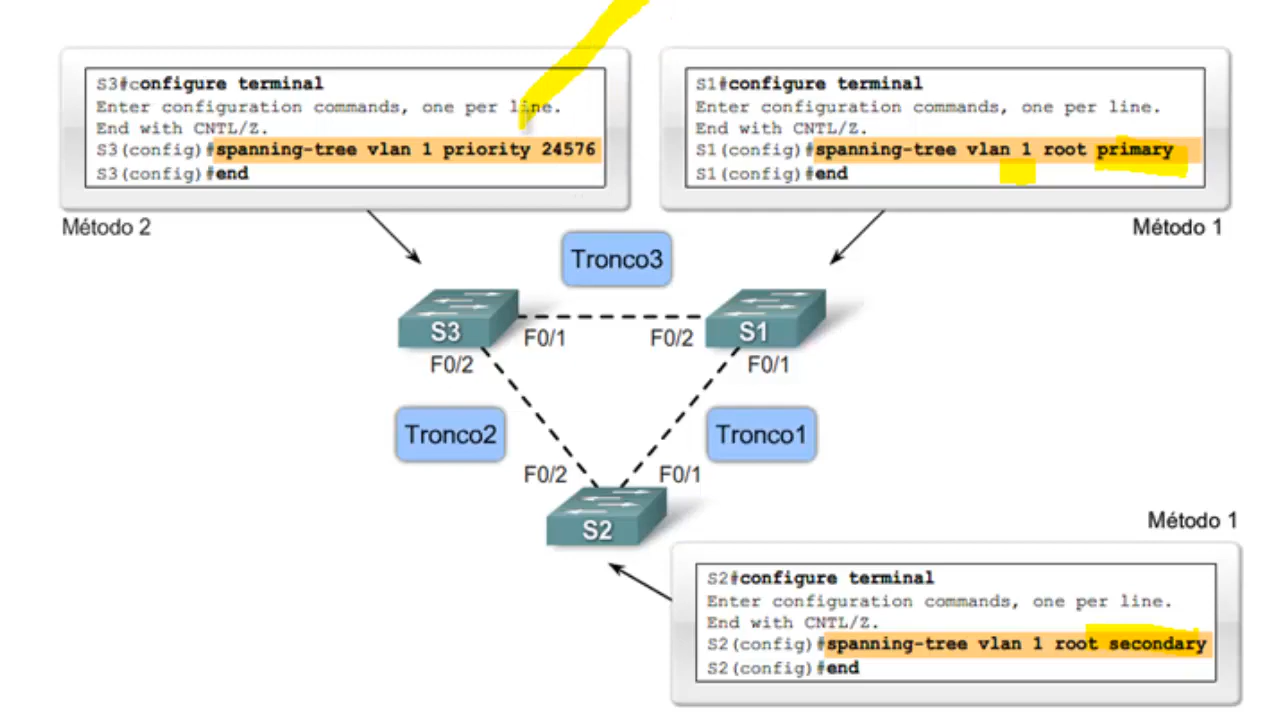 S3#configure terminal
Enter configuration commands, one per line.
End with CNTL/Z.
S3(config)#spanning-tree vlan 1 priority 24576
S3(config)#end
Método 2
S1#configure terminal
Enter configuration commands, one per line.
End with CNTL/Z.
S1(config)#spanning-tree vlan 1 root primary
S1(config)#end
Método 1
Tronco3
S3
F0/1
F0/2
S1
F0/2
F0/1
Tronco2
Tronco1
F0/2
F0/1
S2
Método 1
S2#configure terminal
Enter configuration commands, one per line.
End with CNTL/Z.
S2(config)#spanning-tree vlan 1 root secondary
S2(config)#end